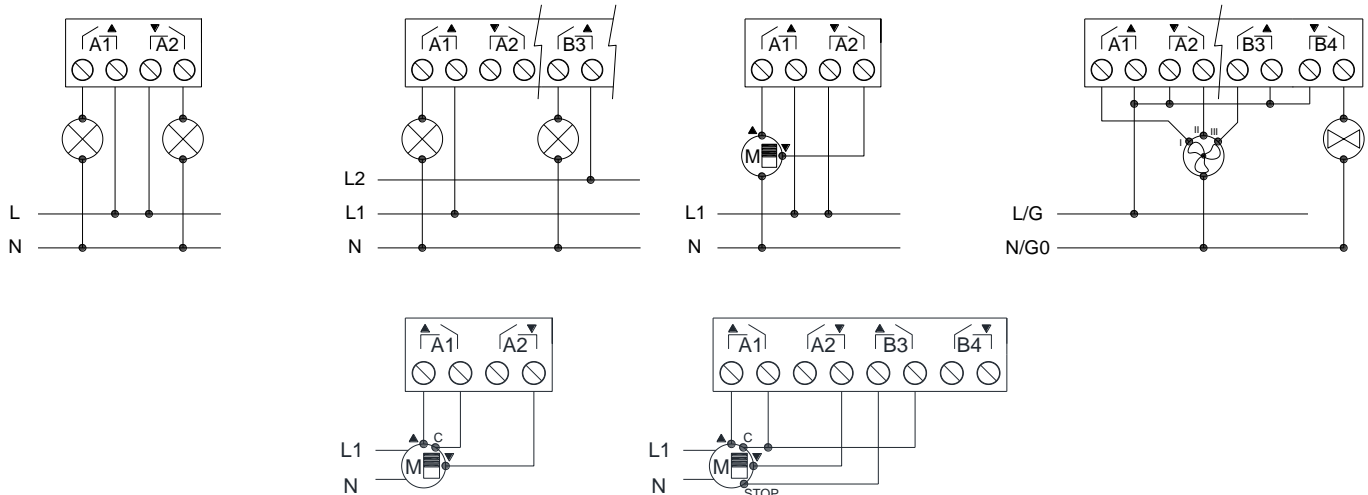 A1 A2
L
N
A1 A2 B3
L2
L1
N
A1 A2
M
L1
N
A1 A2 B3 B4
I II III
L/G
N/G0
A1 A2
C
L1
M
N
A1 A2 B3 B4
C
L1
M
N
STOP